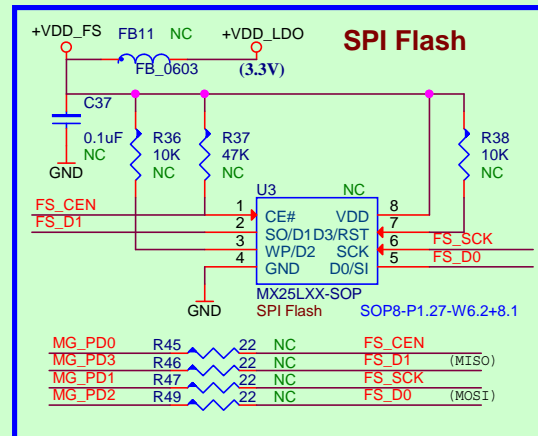 SPI Flash
+VDD_FS FB11 NC +VDD_LDO
FB_0603 (3.3V)
C37
0.1uF
NC
GND
R36
10K
NC
R37
47K
NC
R38
10K
NC
U3 NC
FS_CEN 1 CE# VDD 8
FS_D1 2 SO/D1 D3/RST 7
3 WP/D2 SCK 6 FS_SCK
4 GND D0/SI 5 FS_D0
GND
MX25LXX-SOP
SPI Flash SOP8-P1.27-W6.2+8.1
MG_PD0 R45 22 NC FS_CEN
MG_PD3 R46 22 NC FS_D1 (MISO)
MG_PD1 R47 22 NC FS_SCK
MG_PD2 R49 22 NC FS_D0 (MOSI)